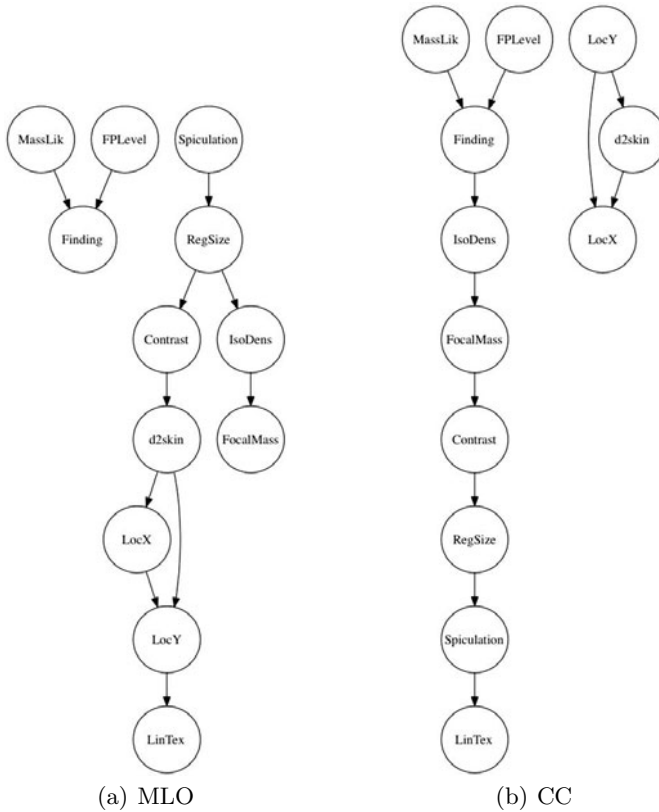 MassLik
FPLevel
Spiculation
Finding
RegSize
Contrast
IsoDens
d2skin
FocalMass
LocX
LocY
LinTex
(a) MLO
MassLik
FPLevel
LocY
Finding
d2skin
IsoDens
LocX
FocalMass
Contrast
RegSize
Spiculation
LinTex
(b) CC